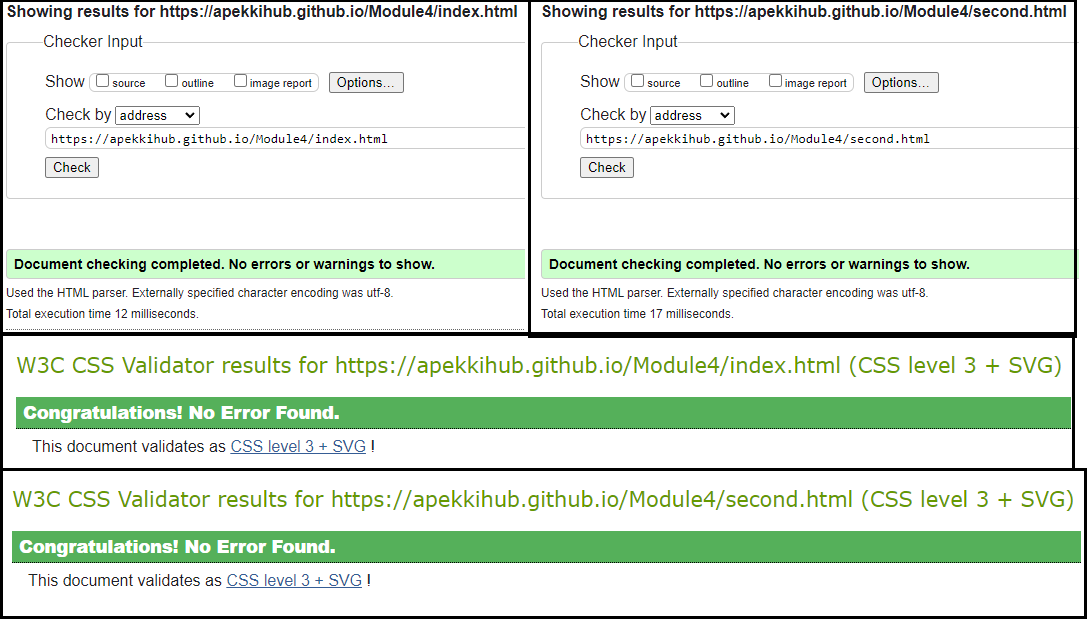 Showing results for https://apekkihub.github.io/Module4/index.html
Checker Input
Show source outline image report Options...
Check by address
https://apekkihub.github.io/Module4/index.html
Check
Document checking completed. No errors or warnings to show.
Used the HTML parser. Externally specified character encoding was utf-8.
Total execution time 12 milliseconds.
Showing results for https://apekkihub.github.io/Module4/second.html
Checker Input
Show source outline image report Options...
Check by address
https://apekkihub.github.io/Module4/second.html
Check
Document checking completed. No errors or warnings to show.
Used the HTML parser. Externally specified character encoding was utf-8.
Total execution time 17 milliseconds.
W3C CSS Validator results for https://apekkihub.github.io/Module4/index.html (CSS level 3 + SVG)
Congratulations! No Error Found.
This document validates as CSS level 3 + SVG !
W3C CSS Validator results for https://apekkihub.github.io/Module4/second.html (CSS level 3 + SVG)
Congratulations! No Error Found.
This document validates as CSS level 3 + SVG !